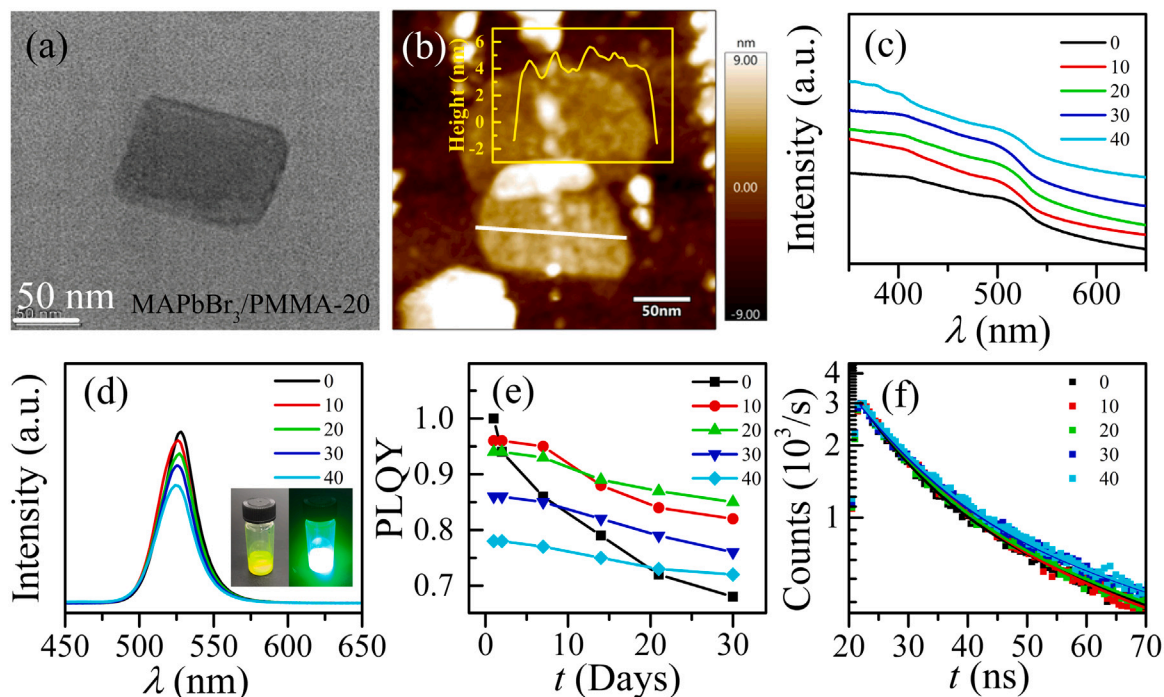 (a)
50 nm
50 nm
MAPbBr3/PMMA-20
(b)
Height (nm)
6
4
2
0
-2
50nm
nm
9.00
0.00
-9.00
(c)
Intensity (a.u.)
0
10
20
30
40
400 500 600
λ (nm)
(d)
Intensity (a.u.)
0
10
20
30
40
450 500 550 600 650
λ (nm)
(e)
PLQY
1.0
0.9
0.8
0.7
0
10
20
30
40
0 10 20 30
t (Days)
(f)
Counts (10³/s)
4
3
2
1
0
10
20
30
40
20 30 40 50 60 70
t (ns)